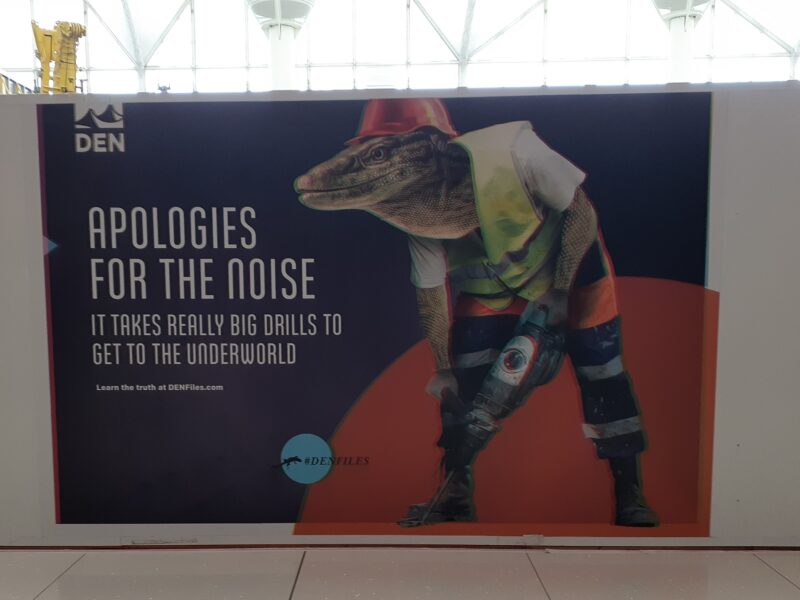 DEN
APOLOGIES
FOR THE NOISE
IT TAKES REALLY BIG DRILLS TO
GET TO THE UNDERWORLD
Learn the truth at DENFiles.com
#DENFILES